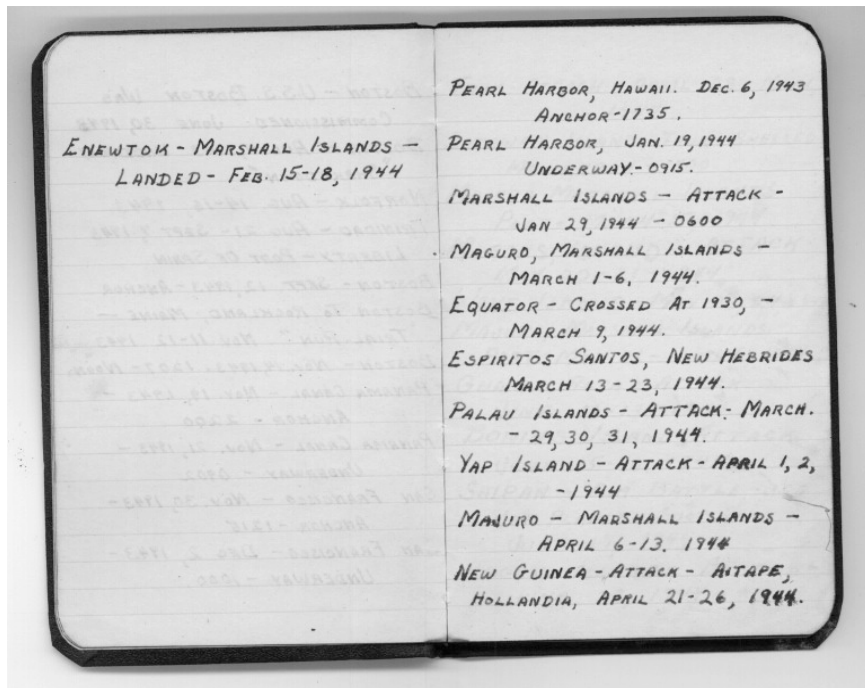 ENEWTOK - MARSHALL ISLANDS -
LANDED - FEB. 15-18, 1944
PEARL HARBOR, HAWAII. DEC. 6, 1943
ANCHOR-1735.
PEARL HARBOR, JAN. 19, 1944
UNDERWAY.- 0915.
MARSHALL ISLANDS - ATTACK -
JAN 29, 1944 - 0600
MAGURO, MARSHALL ISLANDS -
MARCH 1-6, 1944.
EQUATOR - CROSSED AT 1930, -
MARCH 9, 1944.
ESPIRITOS SANTOS, NEW HEBRIDES
MARCH 13-23, 1944.
PALAU ISLANDS - ATTACK - MARCH.
- 29, 30, 31, 1944.
YAP ISLAND - ATTACK - APRIL 1, 2,
- 1944
MAJURO - MARSHALL ISLANDS -
APRIL 6-13, 1944
NEW GUINEA - ATTACK - AITAPE,
HOLLANDIA, APRIL 21-26, 1944.